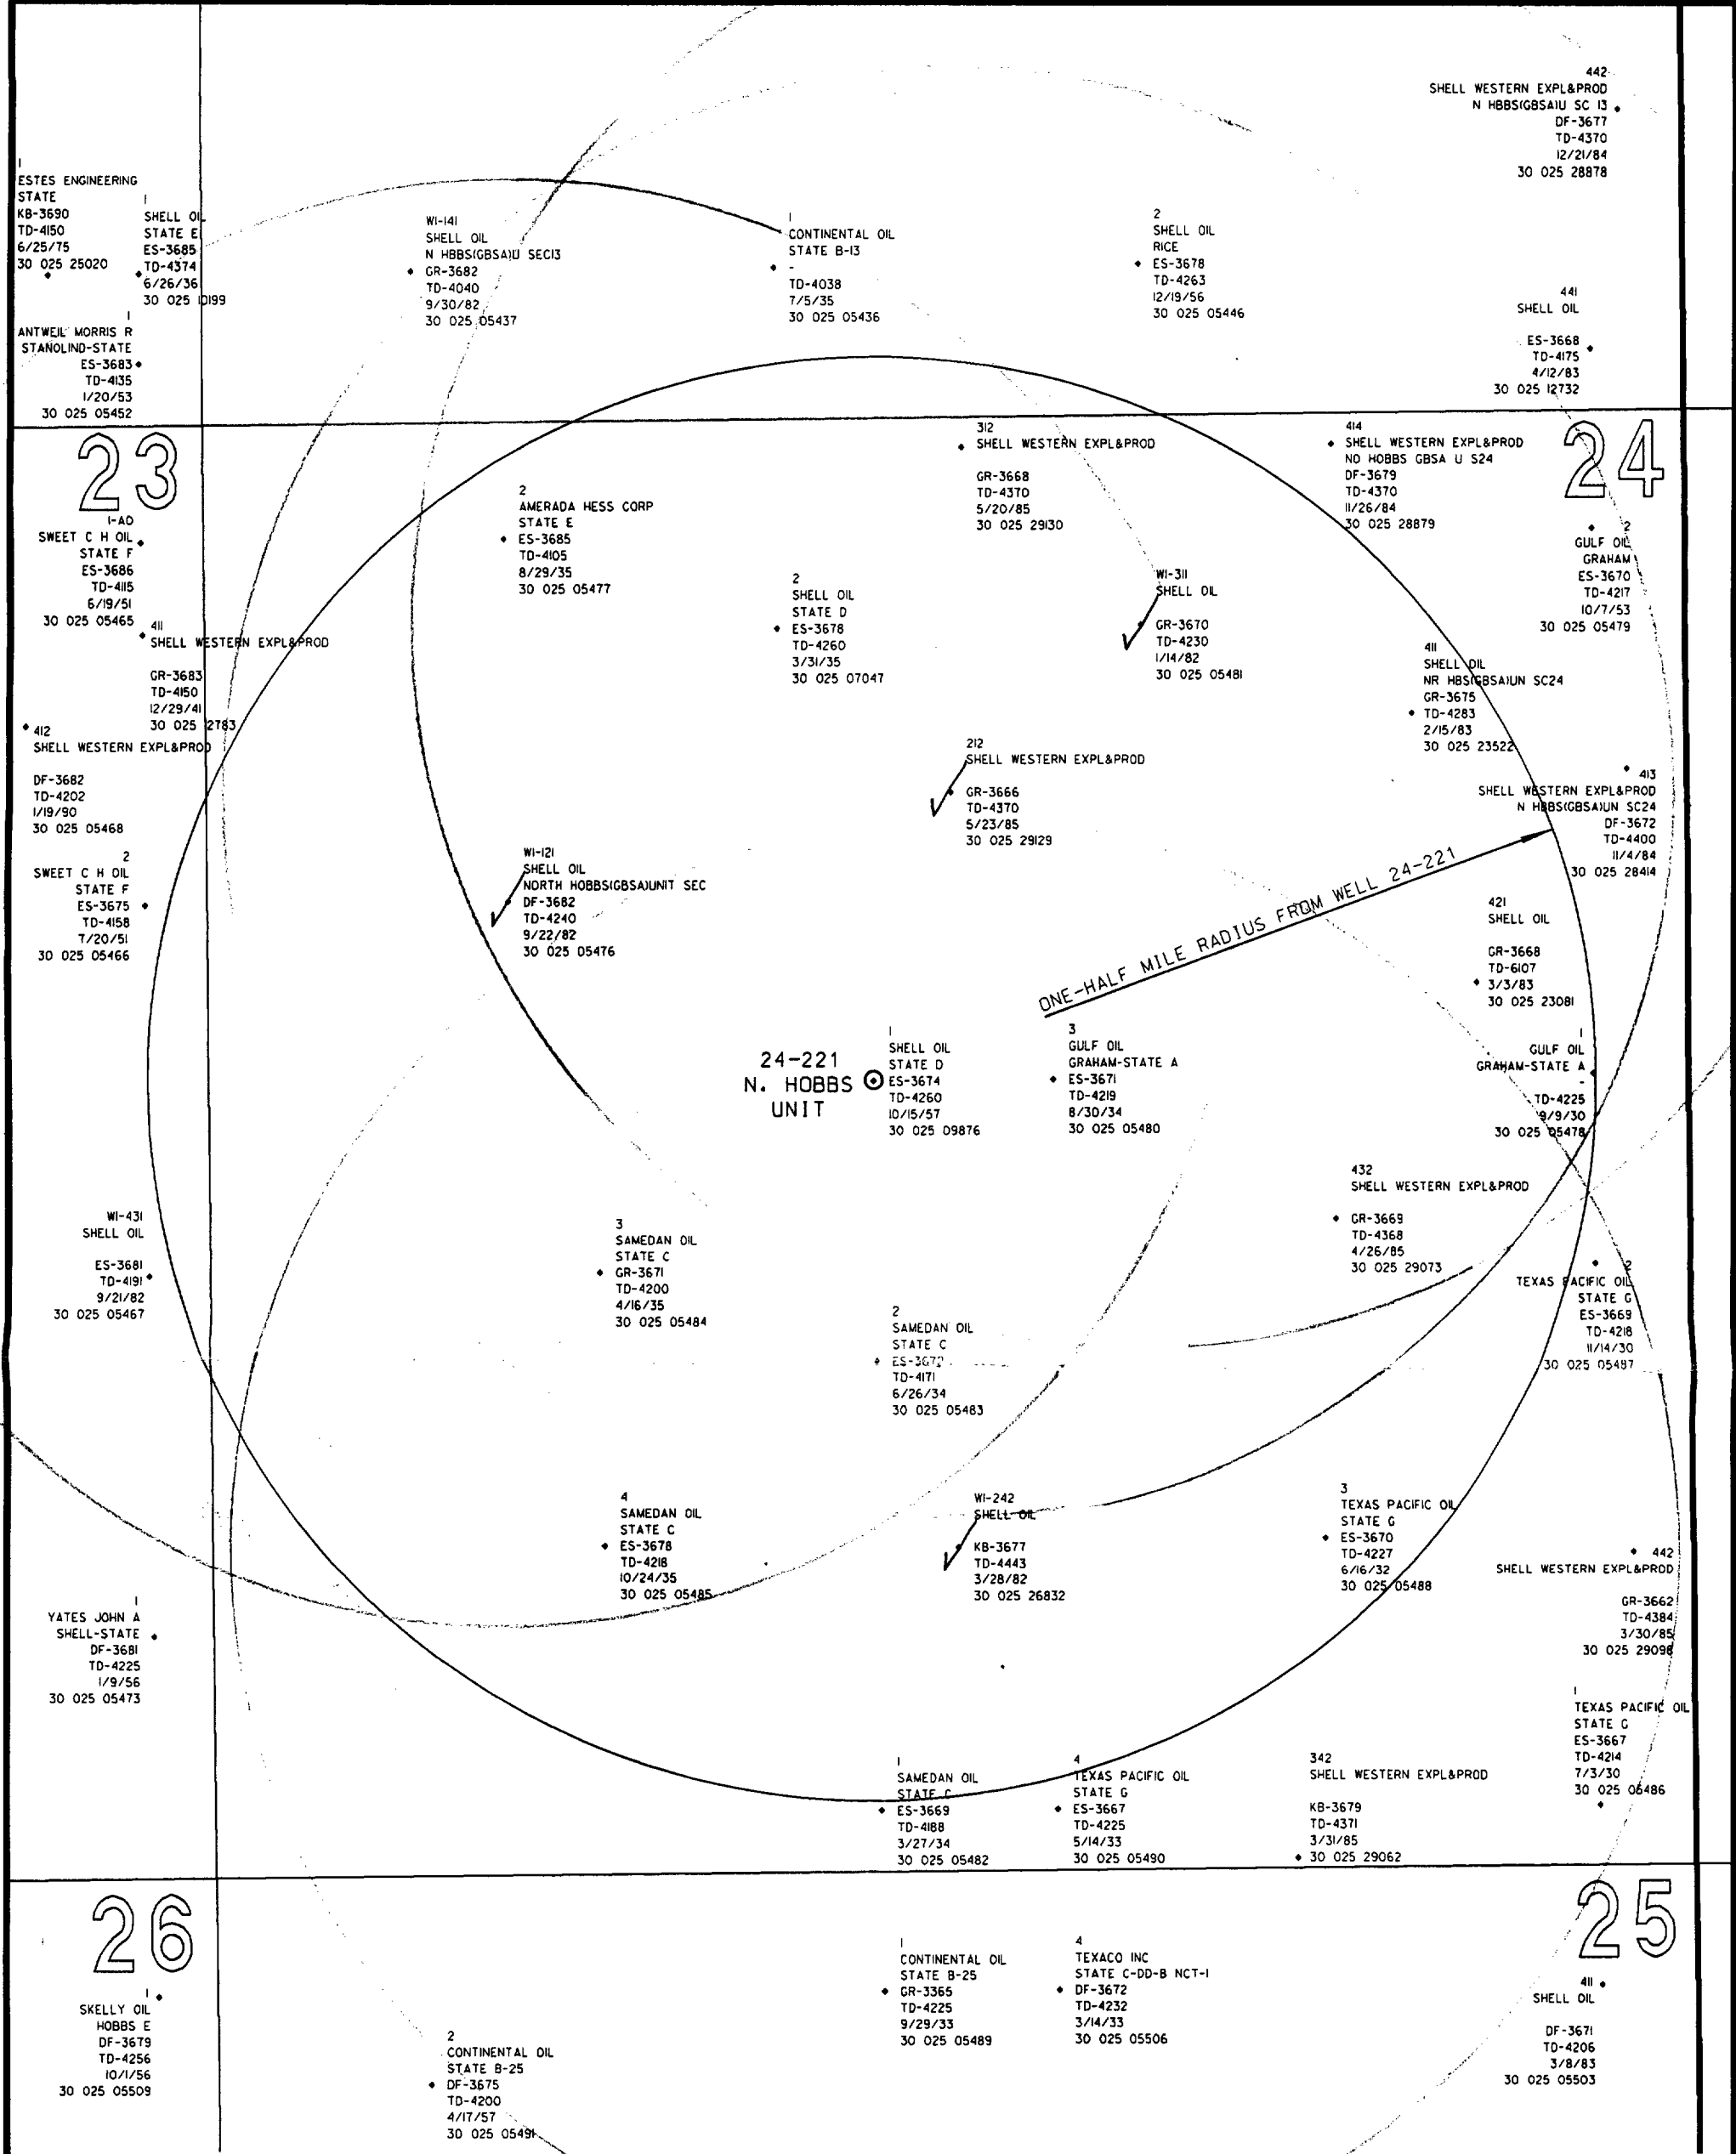 442
SHELL WESTERN EXPL&PROD
N HBBS(GBSA)U SC 13
DF-3677
TD-4370
12/21/84
30 025 28878
1
ESTES ENGINEERING
STATE
KB-3690
TD-4150
6/25/75
30 025 25020
1
SHELL OIL
STATE E
ES-3685
TD-4374
6/26/36
30 025 10199
WI-141
SHELL OIL
N HBBS(GBSA)U SEC13
GR-3682
TD-4040
9/30/82
30 025 05437
1
CONTINENTAL OIL
STATE B-13
-
TD-4038
7/5/35
30 025 05436
2
SHELL OIL
RICE
ES-3678
TD-4263
12/19/56
30 025 05446
441
SHELL OIL
ES-3668
TD-4175
4/12/83
30 025 12732
1
ANTWEIL MORRIS R
STANOLIND-STATE
ES-3683
TD-4135
1/20/53
30 025 05452
23
24
312
SHELL WESTERN EXPL&PROD
GR-3668
TD-4370
5/20/85
30 025 29130
414
SHELL WESTERN EXPL&PROD
NO HOBBS GBSA U S24
DF-3679
TD-4370
11/26/84
30 025 28879
2
AMERADA HESS CORP
STATE E
ES-3685
TD-4105
8/29/35
30 025 05477
1-AO
SWEET C H OIL
STATE F
ES-3686
TD-4115
6/19/51
30 025 05465
2
GULF OIL
GRAHAM
ES-3670
TD-4217
10/7/53
30 025 05479
2
SHELL OIL
STATE D
ES-3678
TD-4260
3/31/35
30 025 07047
WI-311
SHELL OIL
GR-3670
TD-4230
1/14/82
30 025 05481
411
SHELL WESTERN EXPL&PROD
GR-3683
TD-4150
12/29/41
30 025 12783
411
SHELL OIL
NR HBS(GBSA)UN SC24
GR-3675
TD-4283
2/15/83
30 025 23522
412
SHELL WESTERN EXPL&PROD
DF-3682
TD-4202
1/19/90
30 025 05468
212
SHELL WESTERN EXPL&PROD
GR-3666
TD-4370
5/23/85
30 025 29129
413
SHELL WESTERN EXPL&PROD
N HBBS(GBSA)UN SC24
DF-3672
TD-4400
11/4/84
30 025 28414
2
SWEET C H OIL
STATE F
ES-3675
TD-4158
7/20/51
30 025 05466
WI-121
SHELL OIL
NORTH HOBBS(GBSA)UNIT SEC
DF-3682
TD-4240
9/22/82
30 025 05476
ONE-HALF MILE RADIUS FROM WELL 24-221
421
SHELL OIL
GR-3668
TD-6107
3/3/83
30 025 23081
24-221
N. HOBBS
UNIT
1
SHELL OIL
STATE D
ES-3674
TD-4260
10/15/57
30 025 09876
3
GULF OIL
GRAHAM-STATE A
ES-3671
TD-4219
8/30/34
30 025 05480
1
GULF OIL
GRAHAM-STATE A
-
TD-4225
9/9/30
30 025 05478
432
SHELL WESTERN EXPL&PROD
GR-3669
TD-4368
4/26/85
30 025 29073
WI-431
SHELL OIL
ES-3681
TD-4191
9/21/82
30 025 05467
3
SAMEDAN OIL
STATE C
GR-3671
TD-4200
4/16/35
30 025 05484
2
TEXAS PACIFIC OIL
STATE G
ES-3669
TD-4218
11/14/30
30 025 05487
2
SAMEDAN OIL
STATE C
ES-3672
TD-4171
6/26/34
30 025 05483
4
SAMEDAN OIL
STATE C
ES-3678
TD-4218
10/24/35
30 025 05485
WI-242
SHELL OIL
KB-3677
TD-4443
3/28/82
30 025 26832
3
TEXAS PACIFIC OIL
STATE G
ES-3670
TD-4227
6/16/32
30 025 05488
442
SHELL WESTERN EXPL&PROD
GR-3662
TD-4384
3/30/85
30 025 29098
1
YATES JOHN A
SHELL-STATE
DF-3681
TD-4225
1/9/56
30 025 05473
1
TEXAS PACIFIC OIL
STATE G
ES-3667
TD-4214
7/3/30
30 025 05486
1
SAMEDAN OIL
STATE C
ES-3669
TD-4188
3/27/34
30 025 05482
4
TEXAS PACIFIC OIL
STATE G
ES-3667
TD-4225
5/14/33
30 025 05490
342
SHELL WESTERN EXPL&PROD
KB-3679
TD-4371
3/31/85
30 025 29062
26
25
1
SKELLY OIL
HOBBS E
DF-3679
TD-4256
10/1/56
30 025 05509
2
CONTINENTAL OIL
STATE B-25
DF-3675
TD-4200
4/17/57
30 025 05491
1
CONTINENTAL OIL
STATE B-25
GR-3365
TD-4225
9/29/33
30 025 05489
4
TEXACO INC
STATE C-DD-B NCT-1
DF-3672
TD-4232
3/14/33
30 025 05506
411
SHELL OIL
DF-3671
TD-4206
3/8/83
30 025 05503